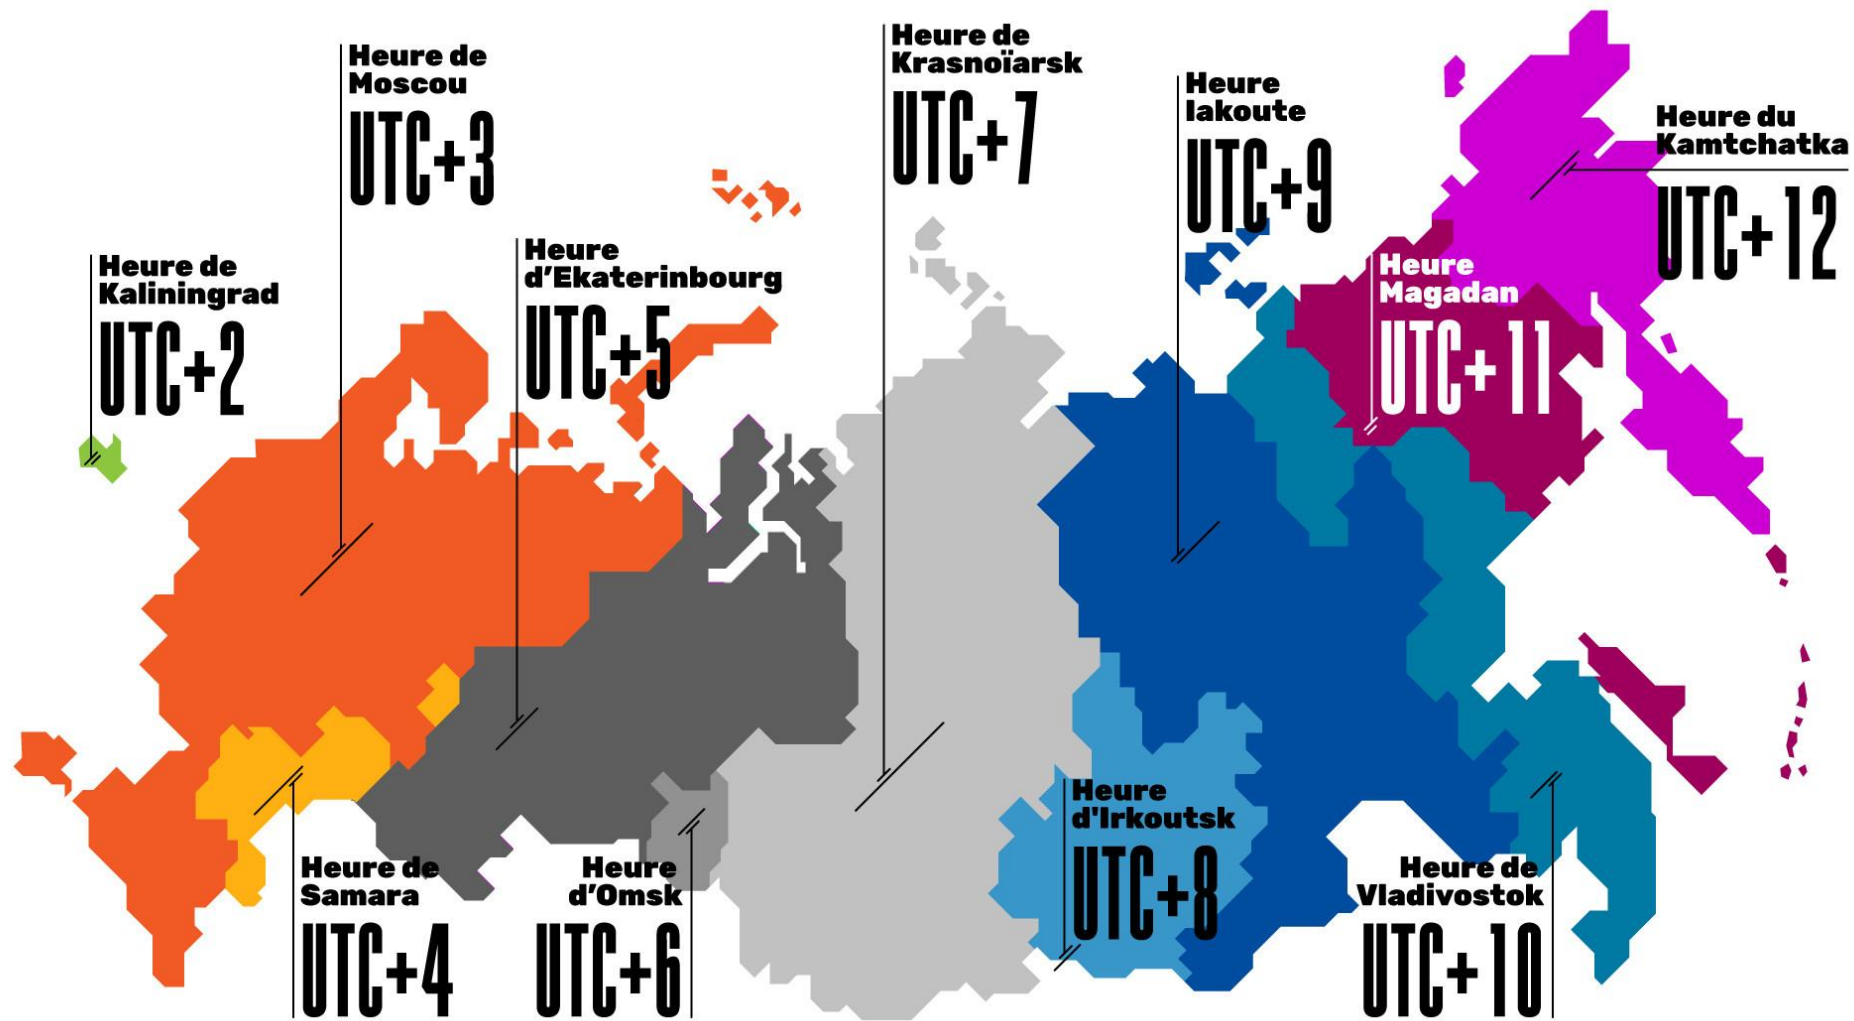 Heure de
Kaliningrad
UTC+2
Heure de
Moscou
UTC+3
Heure de
Samara
UTC+4
Heure
d’Ekaterinbourg
UTC+5
Heure
d’Omsk
UTC+6
Heure de
Krasnoïarsk
UTC+7
Heure
d'Irkoutsk
UTC+8
Heure
Iakoute
UTC+9
Heure de
Vladivostok
UTC+10
Heure
Magadan
UTC+11
Heure du
Kamtchatka
UTC+12